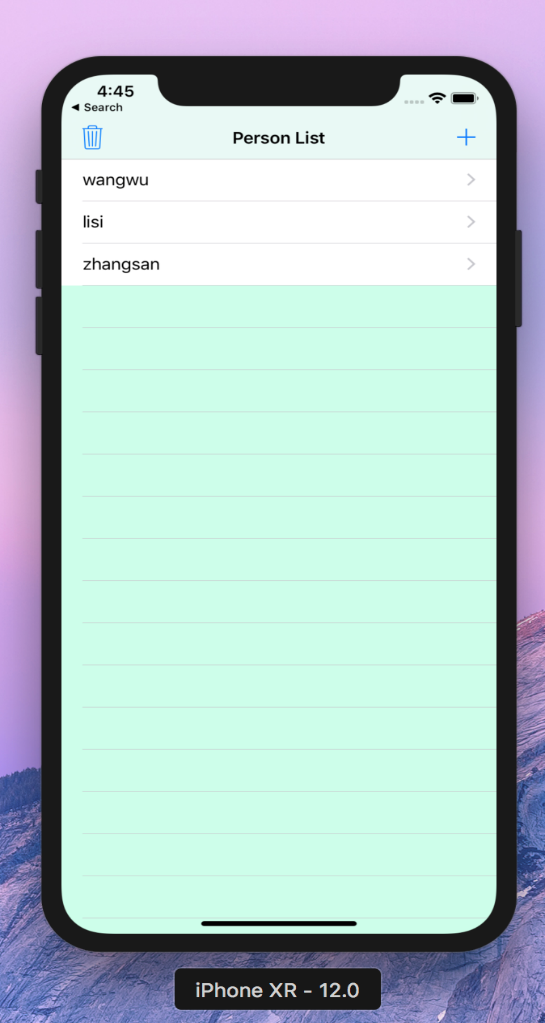 4:45
◀ Search
Person List
wangwu
lisi
zhangsan
iPhone XR - 12.0